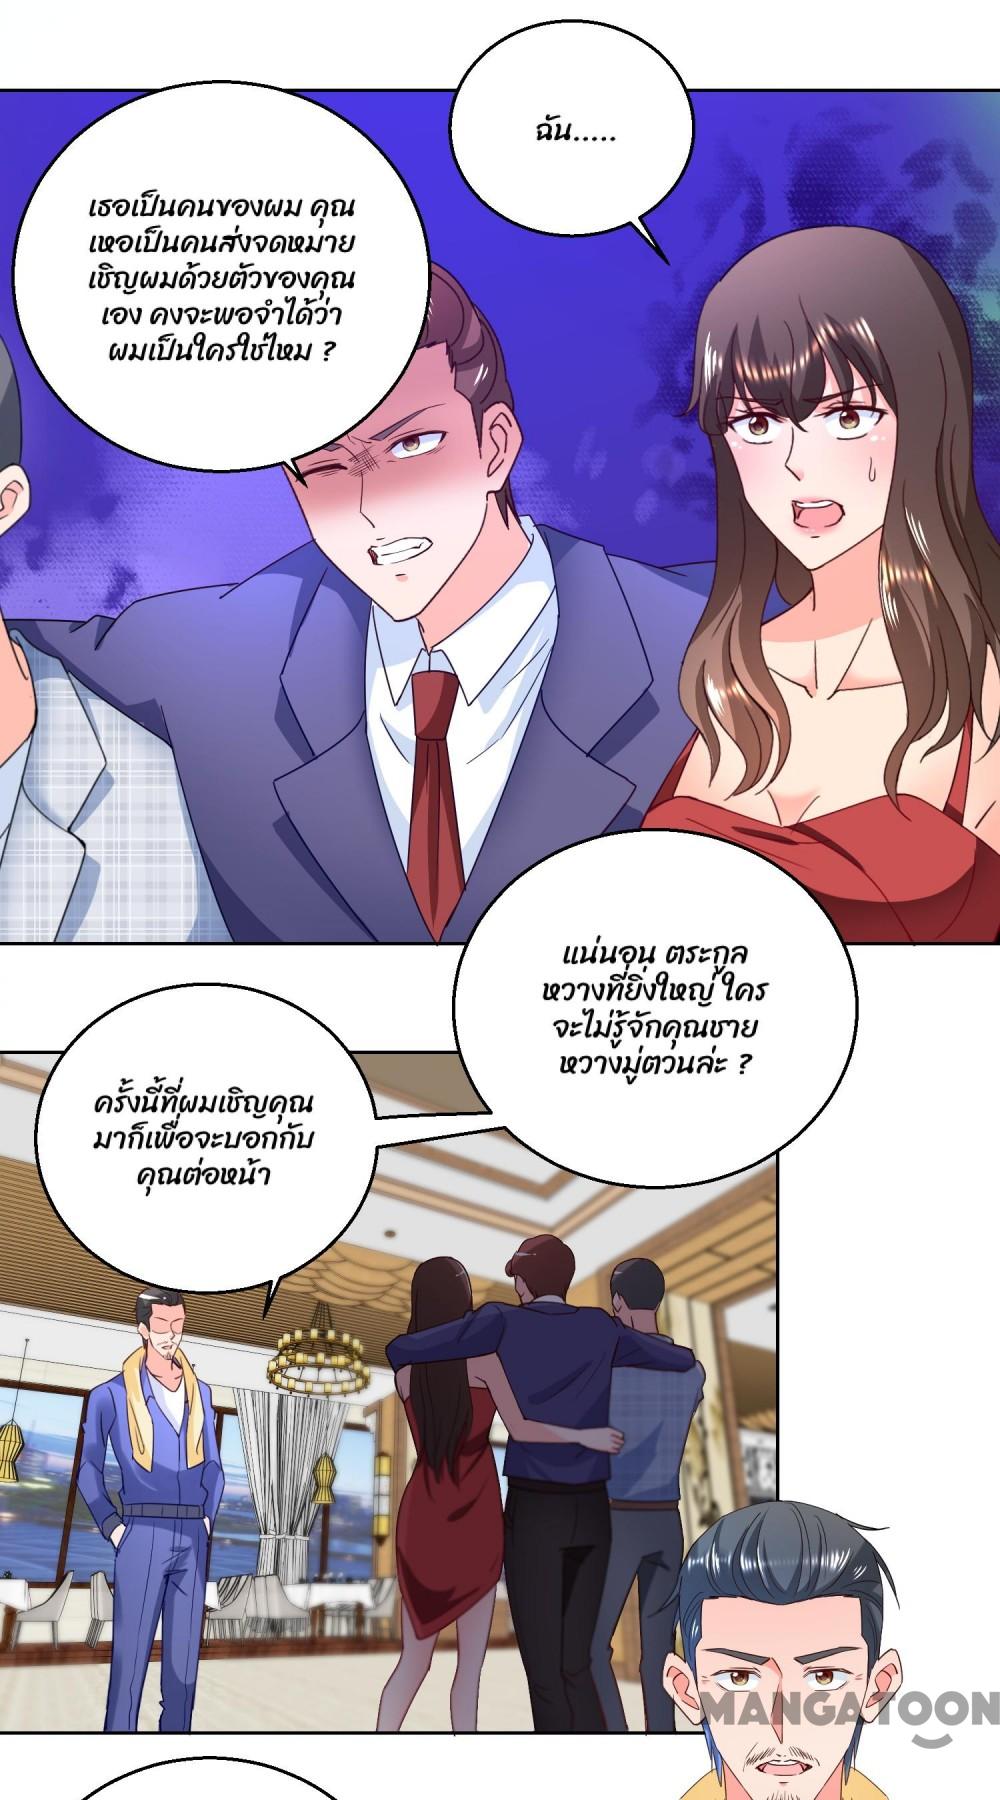 ฉัน.....
เธอเป็นคนของผม คุณ
เหอเป็นคนส่งจดหมาย
เชิญผมด้วยตัวของคุณ
เอง คงจะพอจำได้ว่า
ผมเป็นใครใช่ไหม ?
แน่นอน ตระกูล
หวางที่ยิ่งใหญ่ ใคร
จะไม่รู้จักคุณชาย
หวางมู่ตวนล่ะ ?
ครั้งนี้ที่ผมเชิญคุณ
มาก็เพื่อจะบอกกับ
คุณต่อหน้า
MANGATOON